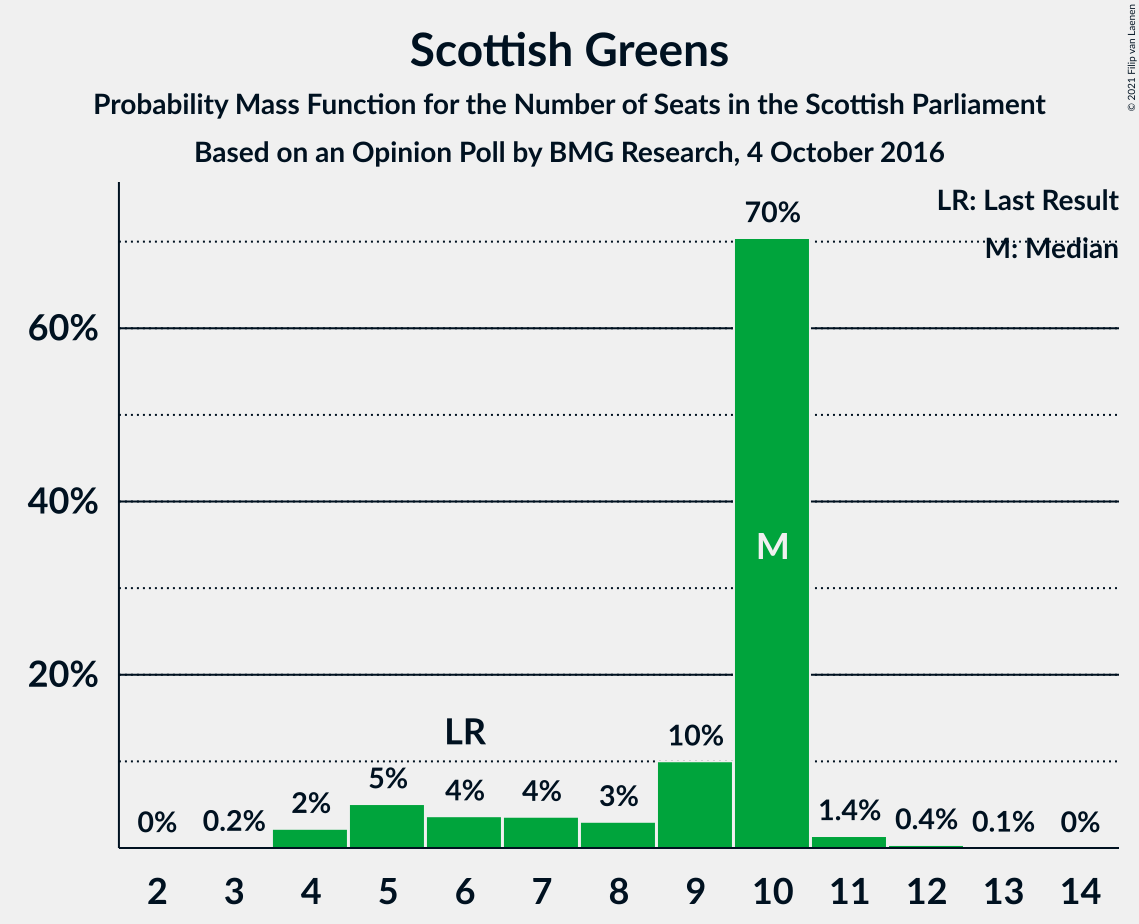 Scottish Greens
Probability Mass Function for the Number of Seats in the Scottish Parliament
Based on an Opinion Poll by BMG Research, 4 October 2016
© 2021 Filip van Laenen
LR: Last Result
M: Median
60%
40%
20%
0%
0.2%
2%
5%
LR
4%
4%
3%
10%
70%
M
1.4%
0.4%
0.1%
0%
2 3 4 5 6 7 8 9 10 11 12 13 14